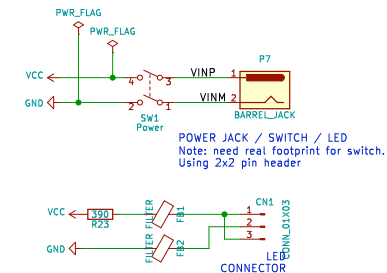 PWR_FLAG
PWR_FLAG
VCC
4
3
VINP
1
P7
GND
2
1
VINM
2
BARREL_JACK
SW1
Power
POWER JACK / SWITCH / LED
Note: need real footprint for switch.
Using 2x2 pin header
VCC
390
R23
FILTER
FB1
CN1
1
2
3
CONN_01X03
GND
FILTER
FB2
LED
CONNECTOR